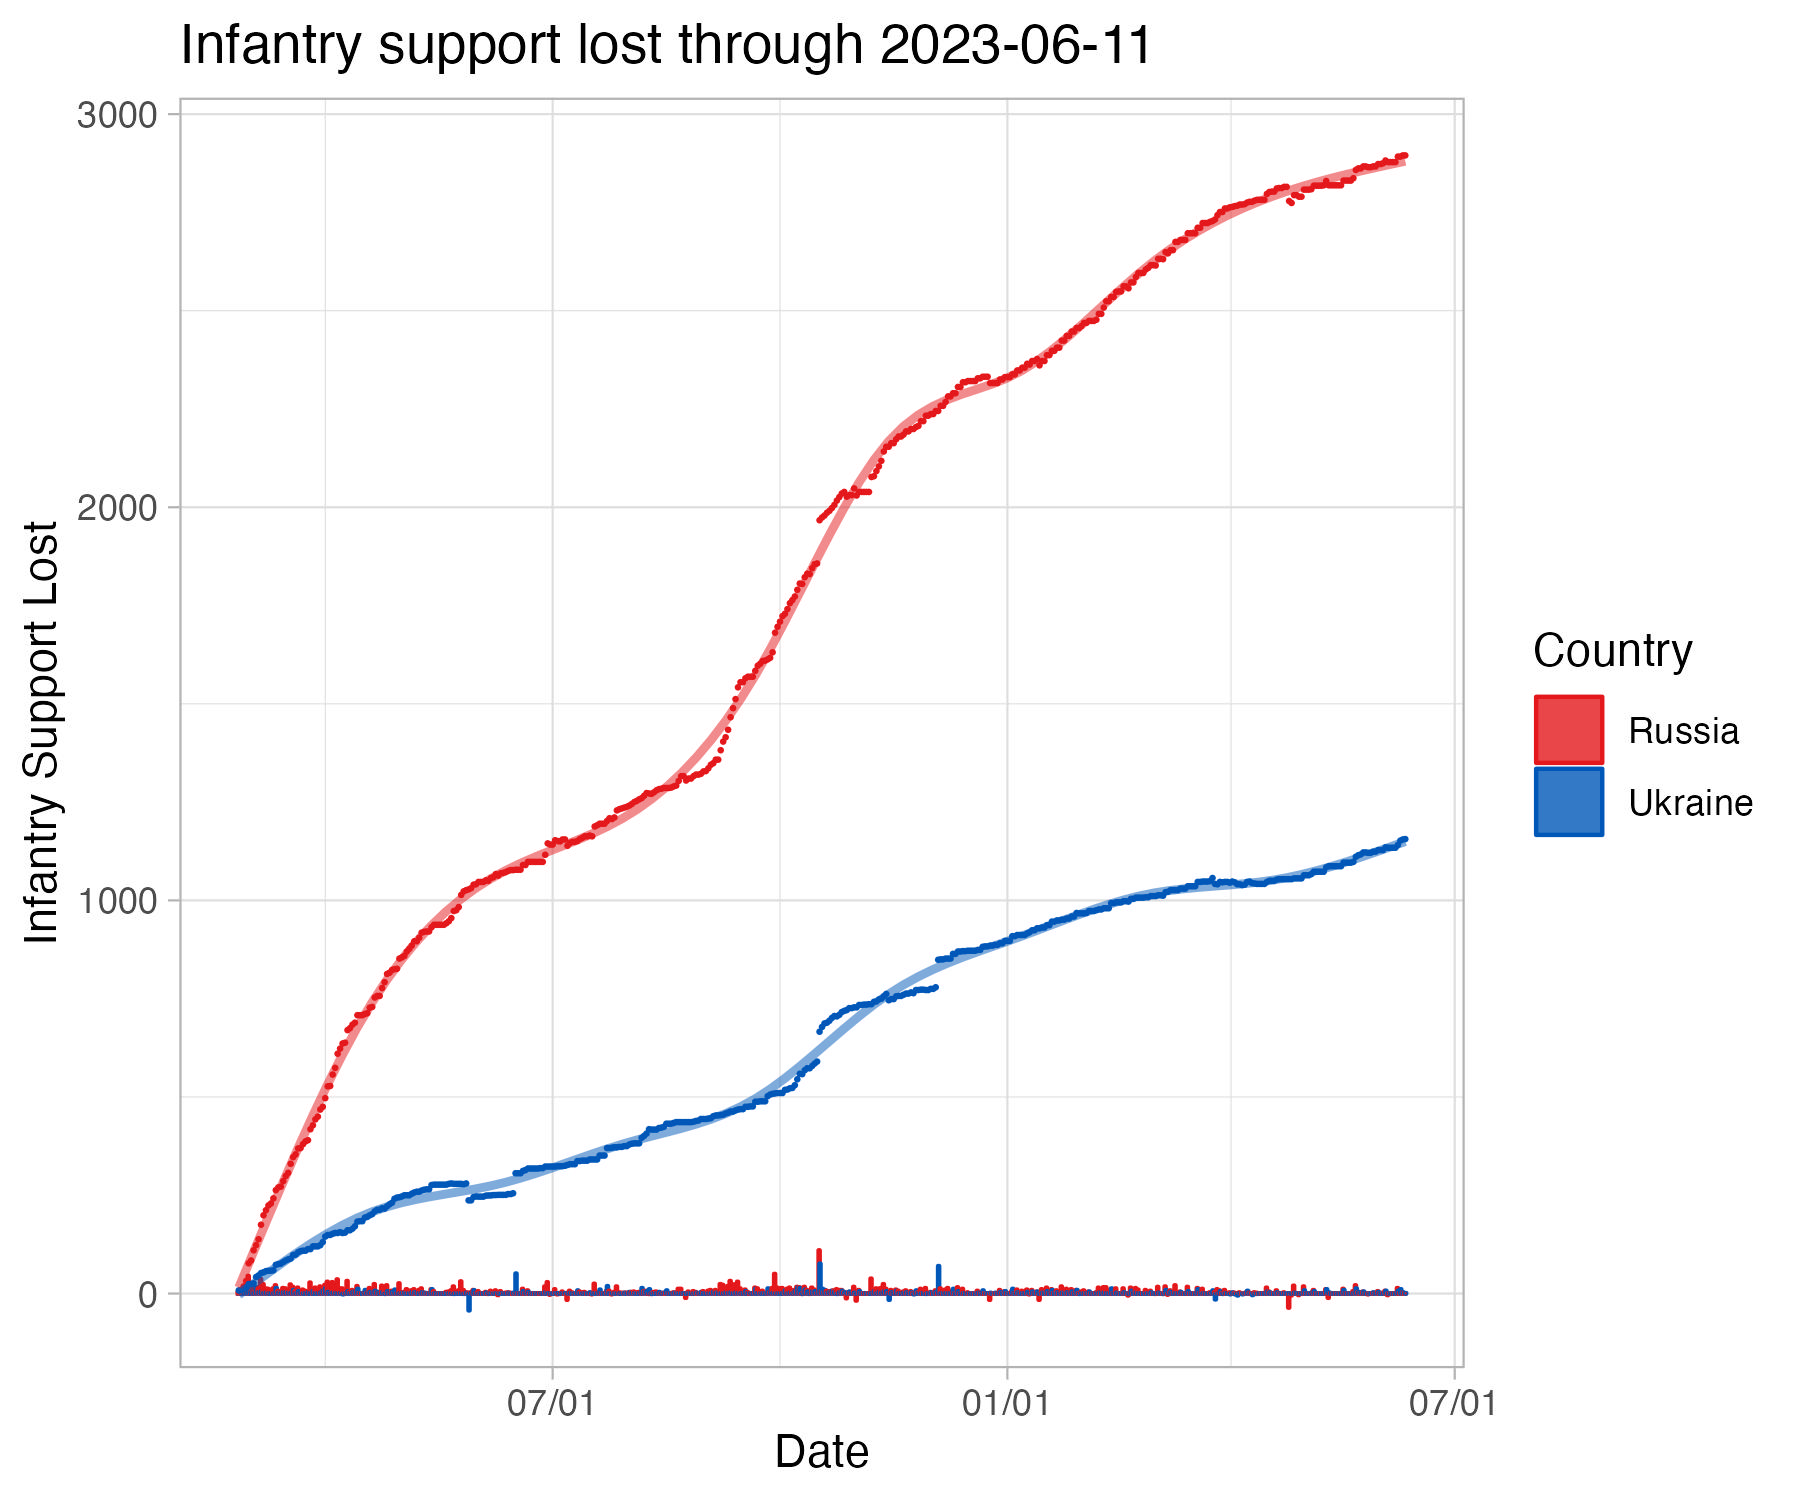 Infantry support lost through 2023-06-11
3000
2000
1000
0
Infantry Support Lost
07/01
01/01
07/01
Date
Country
Russia
Ukraine